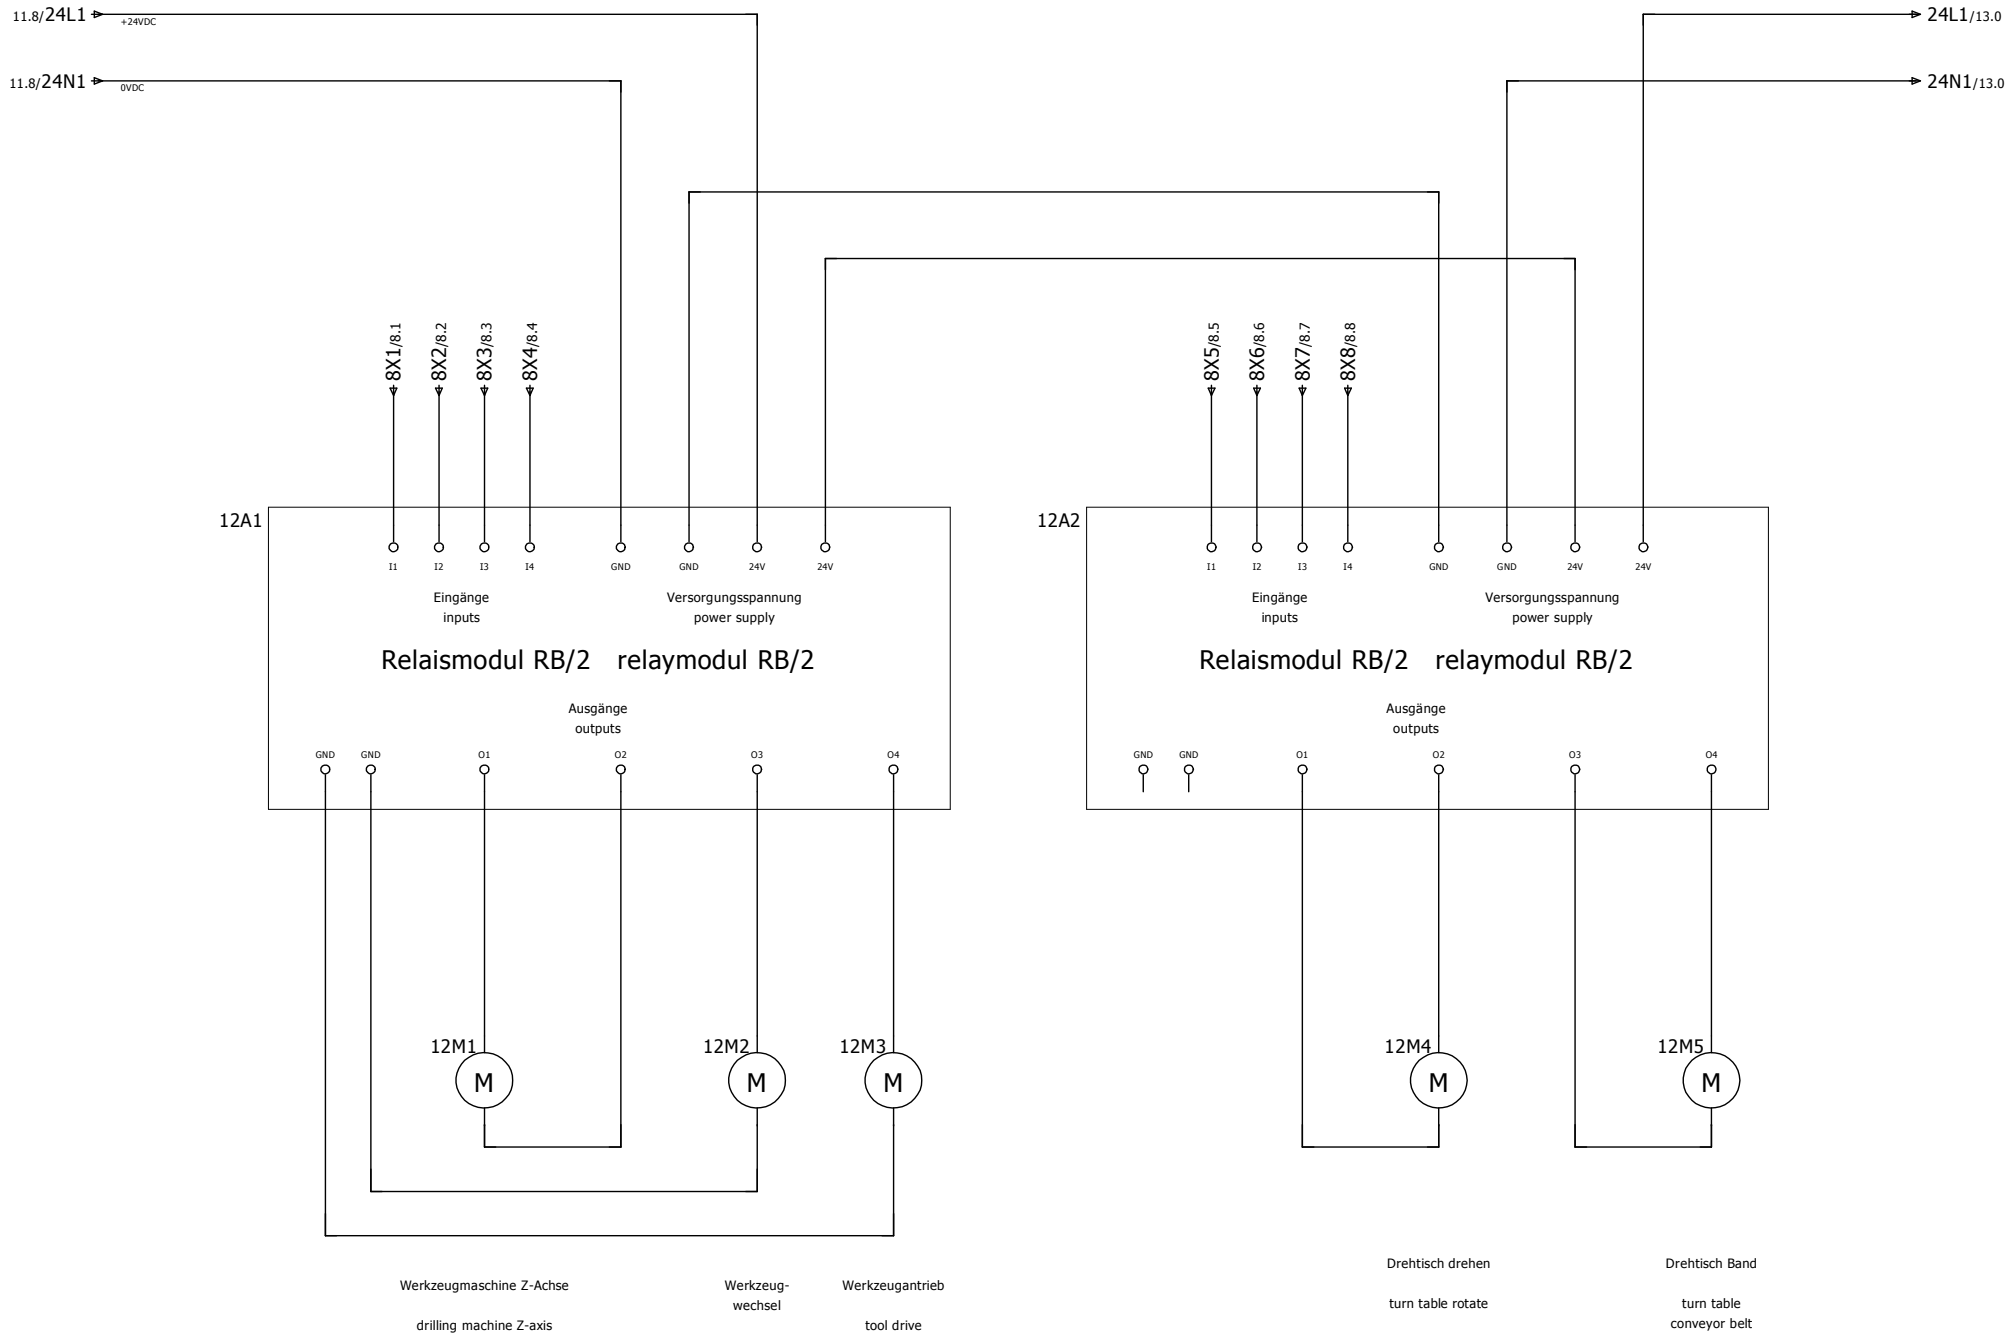 11.8/24L1
+24VDC
24L1/13.0
11.8/24N1
0VDC
24N1/13.0
8X1/8.1
8X2/8.2
8X3/8.3
8X4/8.4
8X5/8.5
8X6/8.6
8X7/8.7
8X8/8.8
12A1
I1 I2 I3 I4 GND GND 24V 24V
Eingänge
inputs
Versorgungsspannung
power supply
Relaismodul RB/2 relaymodul RB/2
Ausgänge
outputs
GND GND O1 O2 O3 O4
12A2
I1 I2 I3 I4 GND GND 24V 24V
Eingänge
inputs
Versorgungsspannung
power supply
Relaismodul RB/2 relaymodul RB/2
Ausgänge
outputs
GND GND O1 O2 O3 O4
12M1
M
12M2
M
12M3
M
12M4
M
12M5
M
Werkzeugmaschine Z-Achse
drilling machine Z-axis
Werkzeug-
wechsel
Werkzeugantrieb
tool drive
Drehtisch drehen
turn table rotate
Drehtisch Band
turn table
conveyor belt